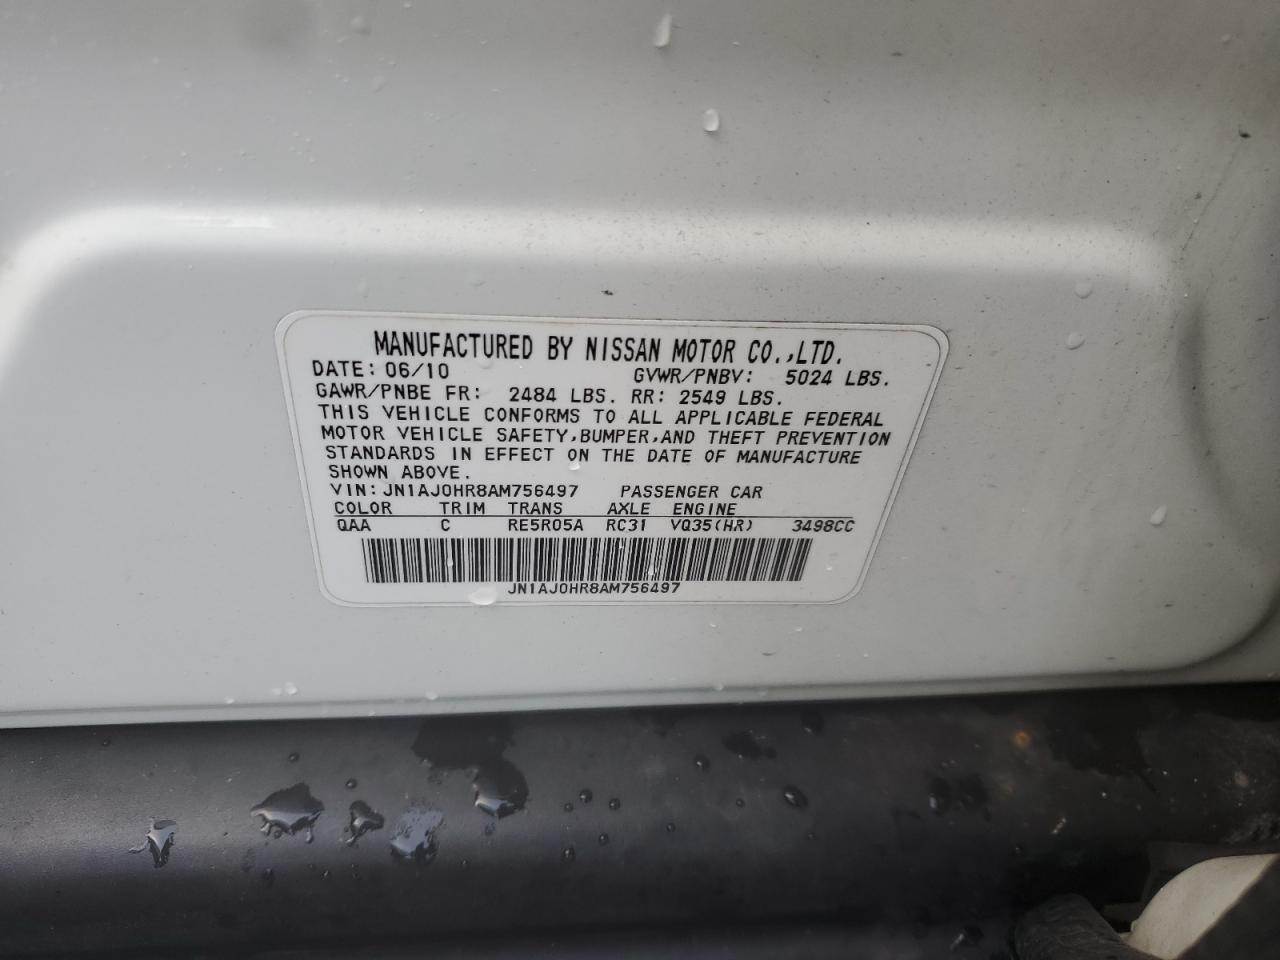 MANUFACTURED BY NISSAN MOTOR CO.,LTD.
DATE: 06/10 GVWR/PNBV: 5024 LBS.
GAWR/PNBE FR: 2484 LBS. RR: 2549 LBS.
THIS VEHICLE CONFORMS TO ALL APPLICABLE FEDERAL
MOTOR VEHICLE SAFETY,BUMPER,AND THEFT PREVENTION
STANDARDS IN EFFECT ON THE DATE OF MANUFACTURE
SHOWN ABOVE.
VIN:JN1AJ0HR8AM756497 PASSENGER CAR
COLOR TRIM TRANS AXLE ENGINE
QAA C RE5R05A RC31 VQ35(HR) 3498CC
JN1AJ0HR8AM756497